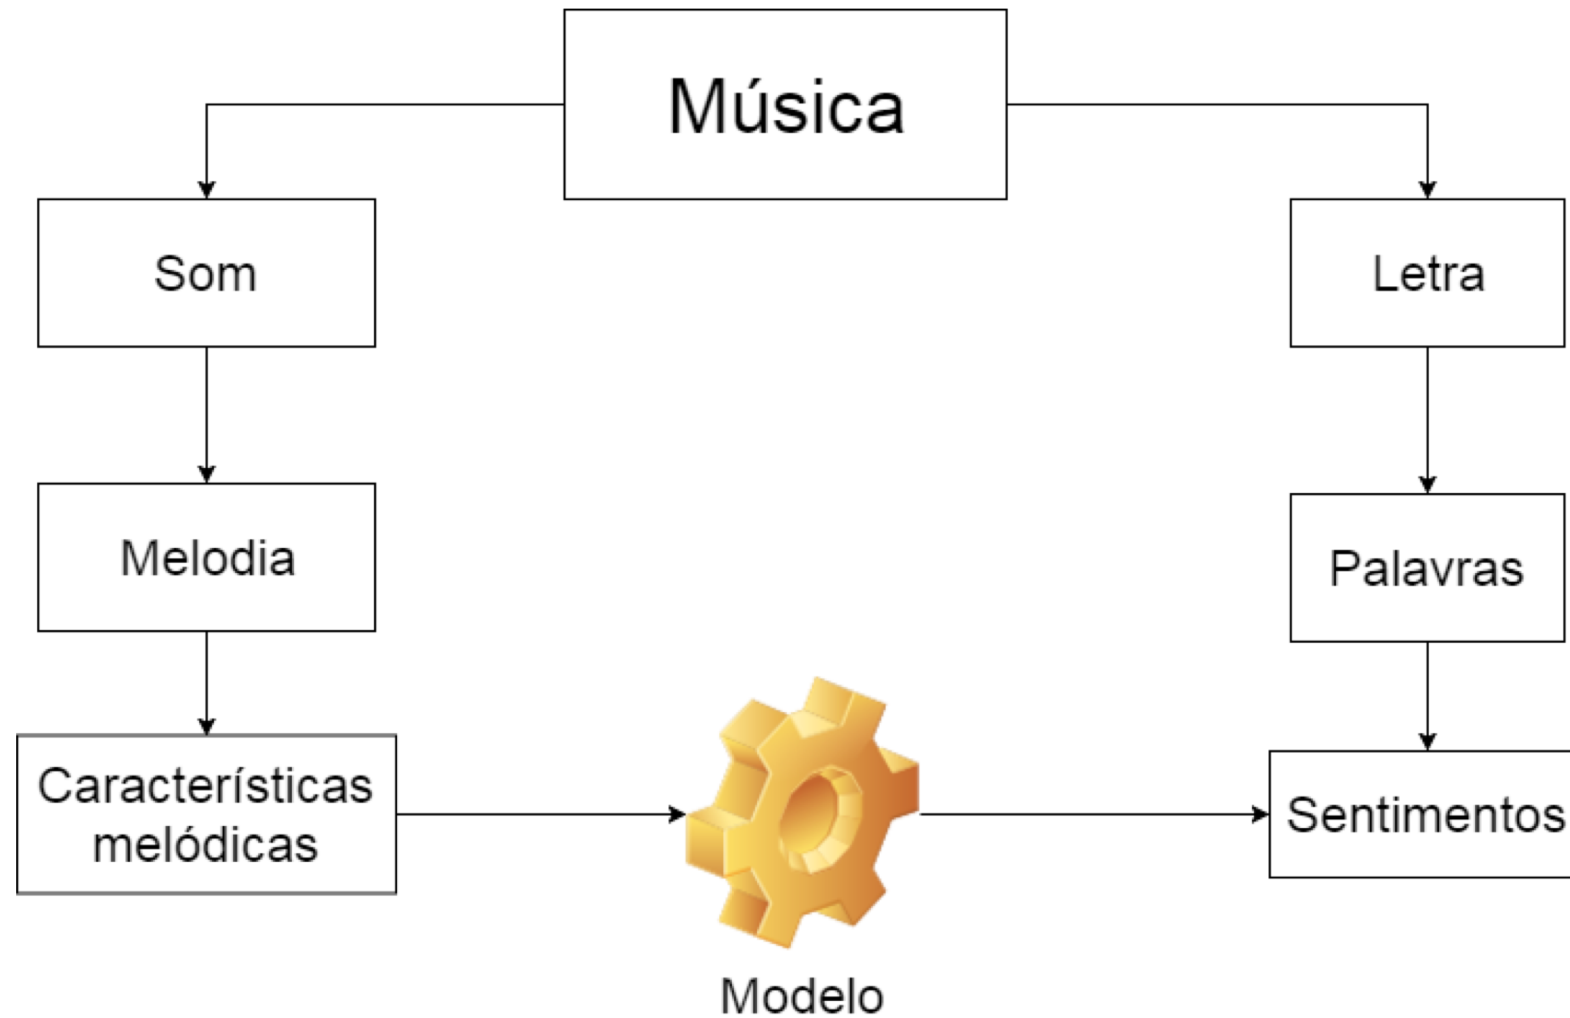 Música
Som
Letra
Melodia
Palavras
Características
melódicas
Sentimentos
Modelo